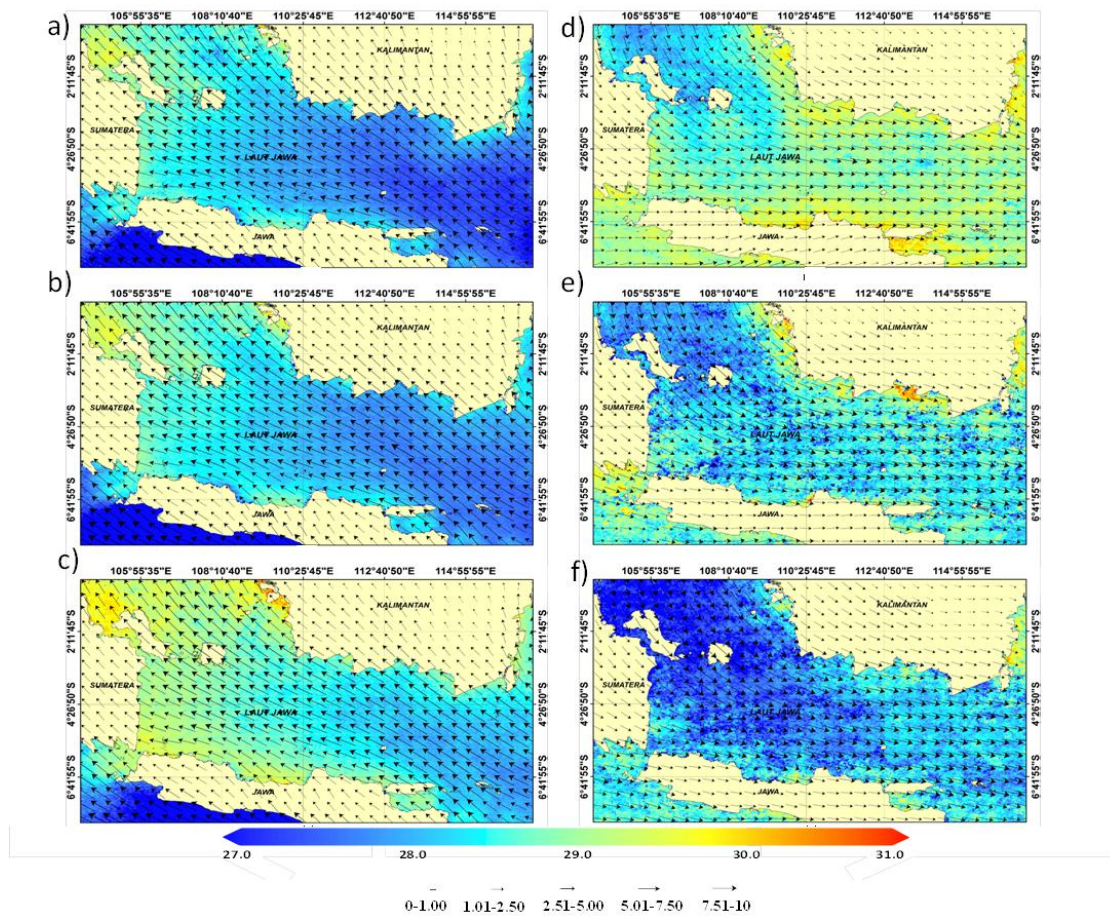 a)
105°55'35"E 108°10'40"E 110°25'45"E 112°40'50"E 114°55'55"E
KALIMANTAN
2°11'45"S 2°11'45"S
SUMATERA
4°26'50"S 4°26'50"S
LAUT JAWA
6°41'55"S 6°41'55"S
JAWA
b)
105°55'35"E 108°10'40"E 110°25'45"E 112°40'50"E 114°55'55"E
KALIMANTAN
2°11'45"S 2°11'45"S
SUMATERA
4°26'50"S 4°26'50"S
LAUT JAWA
6°41'55"S 6°41'55"S
JAWA
c)
105°55'35"E 108°10'40"E 110°25'45"E 112°40'50"E 114°55'55"E
KALIMANTAN
2°11'45"S 2°11'45"S
SUMATERA
4°26'50"S 4°26'50"S
LAUT JAWA
6°41'55"S 6°41'55"S
JAWA
d)
105°55'35"E 108°10'40"E 110°25'45"E 112°40'50"E 114°55'55"E
KALIMANTAN
2°11'45"S 2°11'45"S
SUMATERA
4°26'50"S 4°26'50"S
LAUT JAWA
6°41'55"S 6°41'55"S
JAWA
e)
105°55'35"E 108°10'40"E 110°25'45"E 112°40'50"E 114°55'55"E
KALIMANTAN
2°11'45"S 2°11'45"S
SUMATERA
4°26'50"S 4°26'50"S
LAUT JAWA
6°41'55"S 6°41'55"S
JAWA
f)
105°55'35"E 108°10'40"E 110°25'45"E 112°40'50"E 114°55'55"E
KALIMANTAN
2°11'45"S 2°11'45"S
SUMATERA
4°26'50"S 4°26'50"S
LAUT JAWA
6°41'55"S 6°41'55"S
JAWA
27.0 28.0 29.0 30.0 31.0
0-1.00 1.01-2.50 2.51-5.00 5.01-7.50 7.51-10